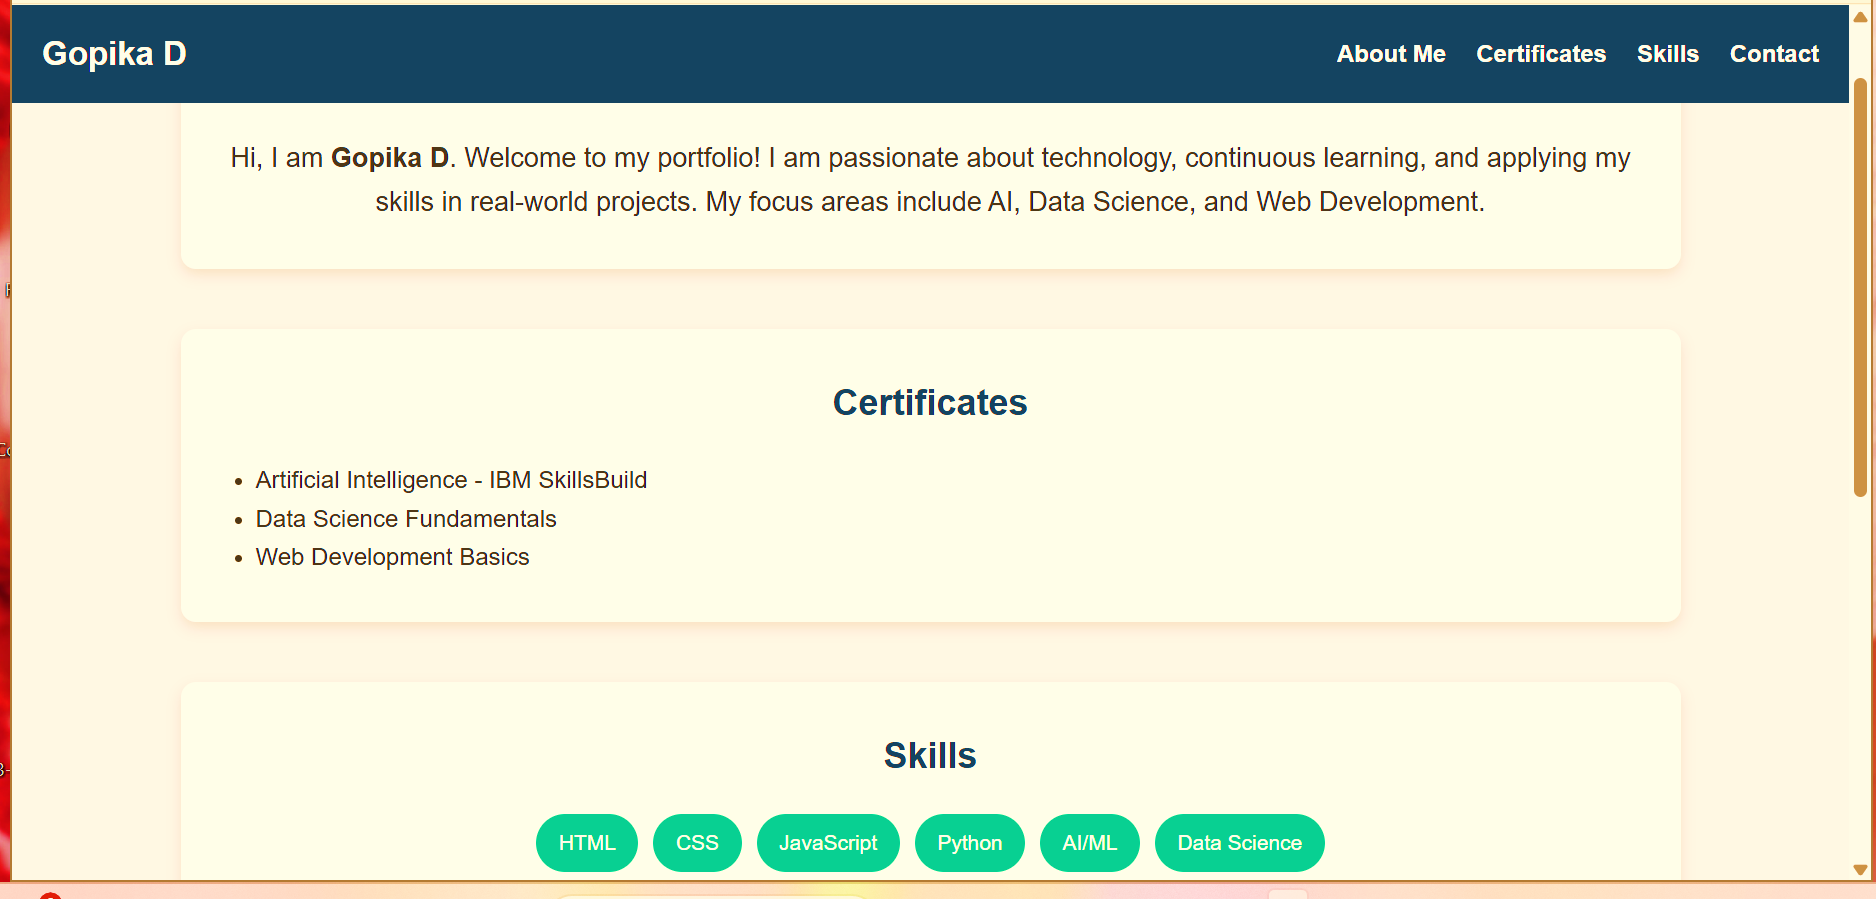 Gopika D
About Me Certificates Skills Contact
Hi, I am Gopika D. Welcome to my portfolio! I am passionate about technology, continuous learning, and applying my
skills in real-world projects. My focus areas include AI, Data Science, and Web Development.
Certificates
• Artificial Intelligence - IBM SkillsBuild
• Data Science Fundamentals
• Web Development Basics
Skills
HTML CSS JavaScript Python AI/ML Data Science